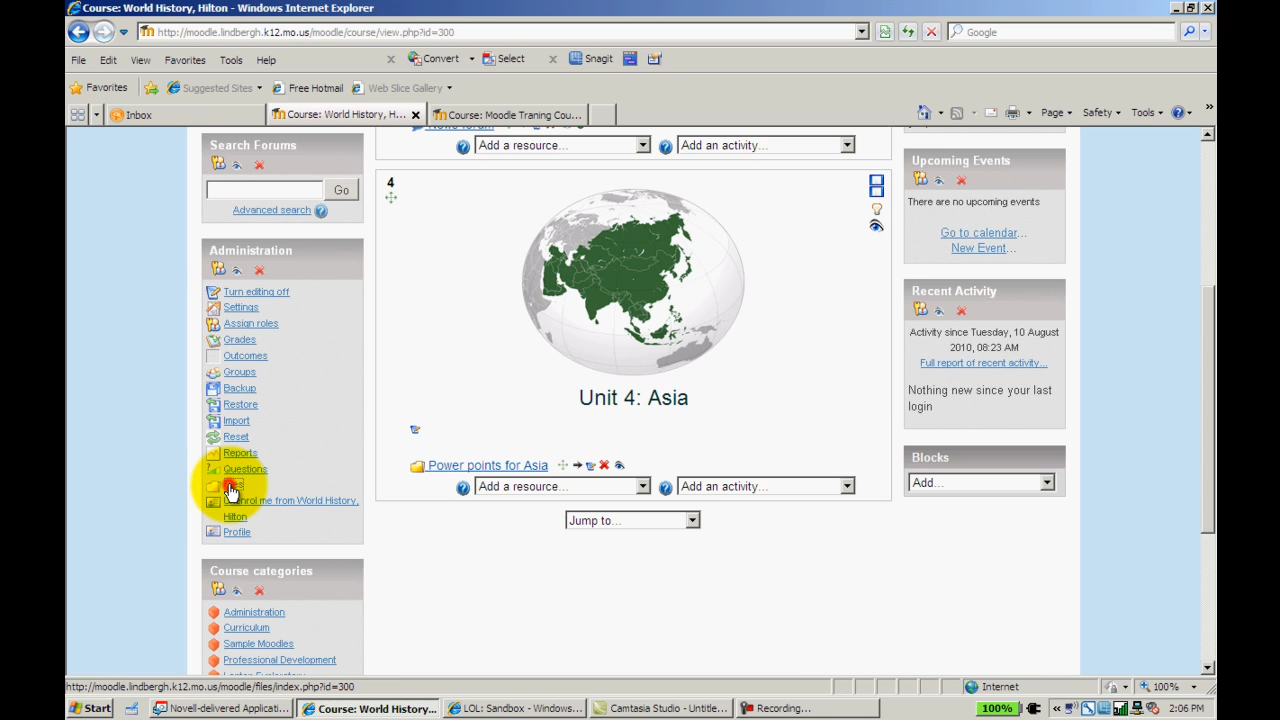 Course: World History, Hilton - Windows Internet Explorer
http://moodle.lindbergh.k12.mo.us/moodle/course/view.php?id=300
Google
File Edit View Favorites Tools Help
x Convert Select x Snagit
Favorites Suggested Sites Free Hotmail Web Slice Gallery
Inbox Course: World History, H... x Course: Moodle Traning Cou...
Page Safety Tools »
Search Forums
Go
Advanced search
Administration
Turn editing off
Settings
Assign roles
Grades
Outcomes
Groups
Backup
Restore
Import
Reset
Reports
Questions
me from World History,
Hilton
Profile
Course categories
Administration
Curriculum
Sample Moodles
Professional Development
News forum
Add a resource... Add an activity...
4
Unit 4: Asia
Power points for Asia
Add a resource... Add an activity...
Jump to...
Upcoming Events
There are no upcoming events
Go to calendar...
New Event...
Recent Activity
Activity since Tuesday, 10 August
2010, 08:23 AM
Full report of recent activity...
Nothing new since your last
login
Blocks
Add...
http://moodle.lindbergh.k12.mo.us/moodle/files/index.php?id=300
Internet 100%
Start Novell-delivered Applicati... Course: World History... LOL: Sandbox - Windows... Camtasia Studio - Untitle... Recording... 100% « 2:06 PM